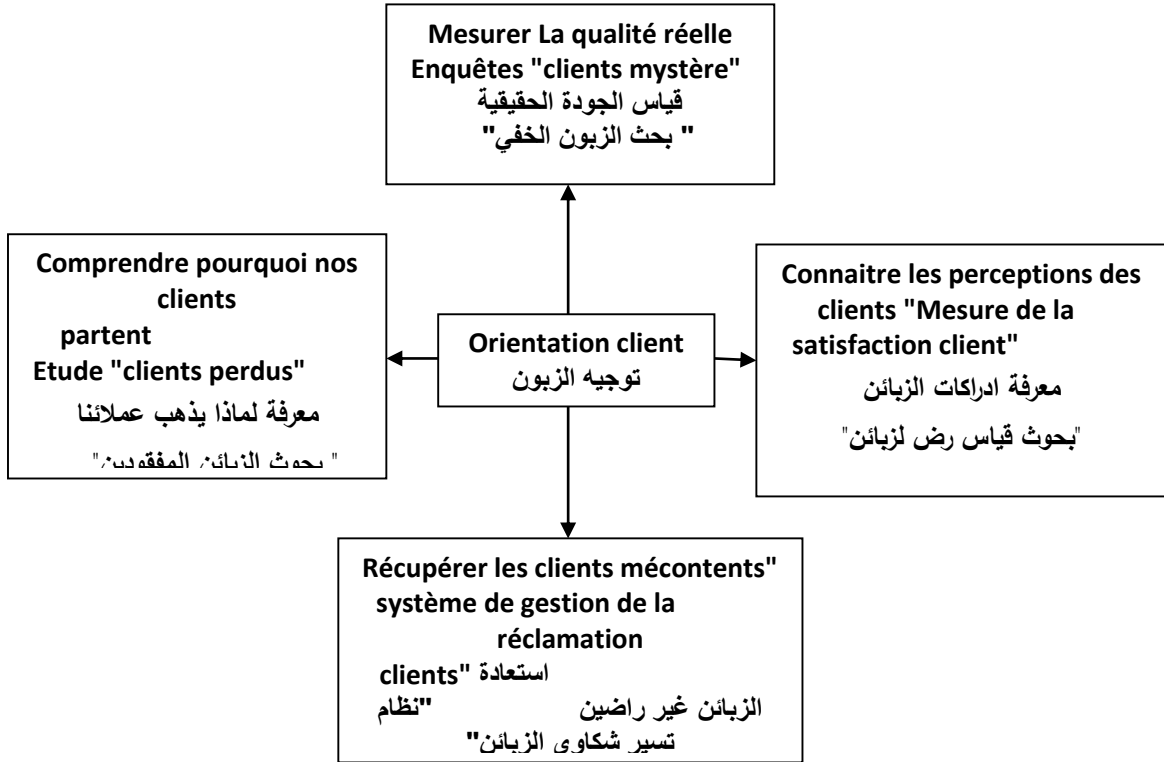 Mesurer La qualité réelle
Enquêtes "clients mystère"
قياس الجودة الحقيقية
" بحث الزبون الخفي"
Comprendre pourquoi nos
clients
partent
Etude "clients perdus"
معرفة لماذا يذهب عملائنا
" بحوث الزبائن المفقودين"
Orientation client
توجيه الزبون
Connaitre les perceptions des
clients "Mesure de la
satisfaction client"
معرفة ادراكات الزبائن
"بحوث قياس رض لزبائن"
Récupérer les clients mécontents"
système de gestion de la
réclamation
clients" استعادة
الزبائن غير راضين "نظام
تسير شكاوى الزبائن"